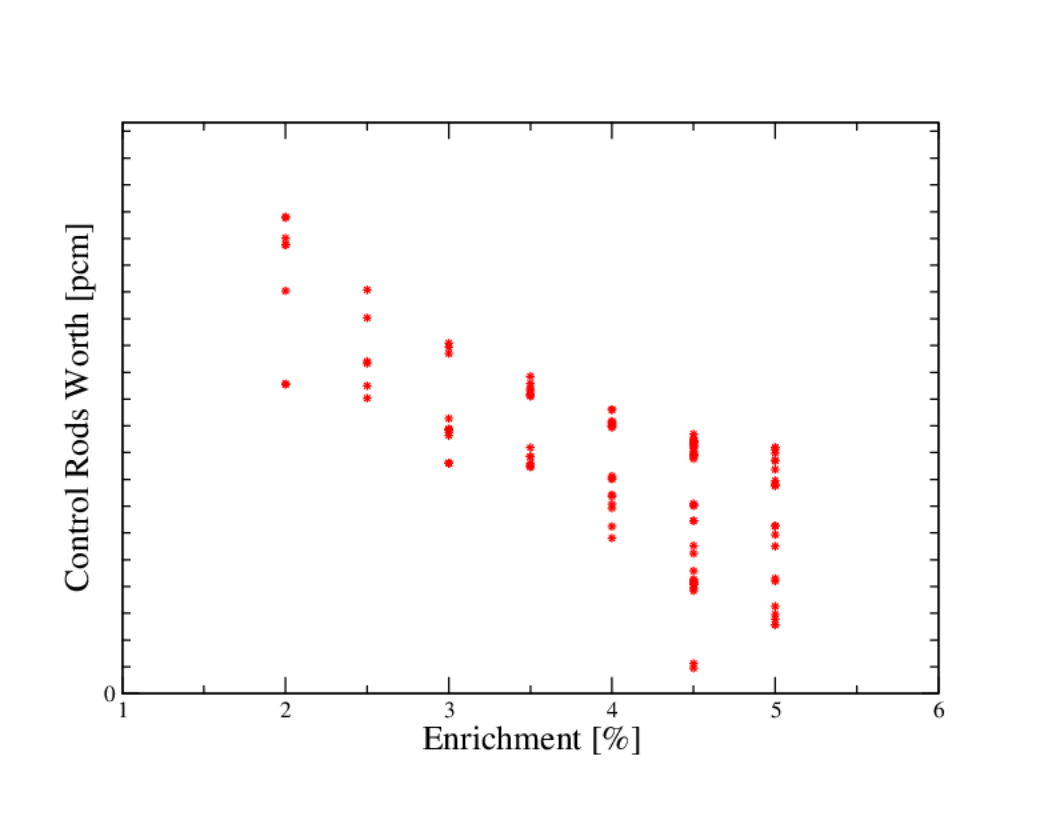 Control Rods Worth [pcm]
0
1 2 3 4 5 6
Enrichment [%]